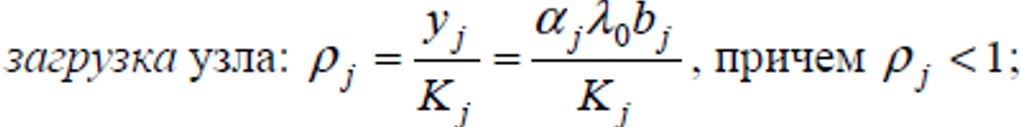 загрузка узла: ρ_j = y_j / K_j = α_j λ_0 b_j / K_j , причем ρ_j < 1;